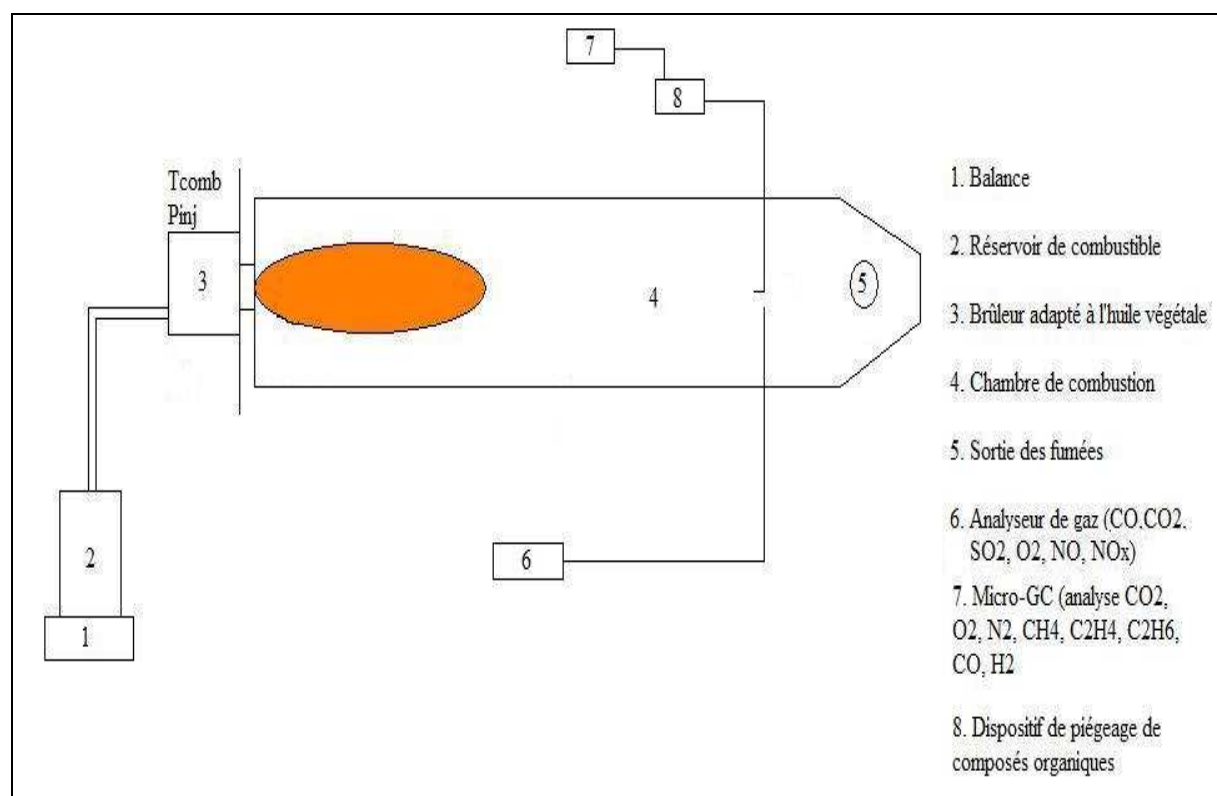 7
8
Tcomb
Pinj
3
4
5
2
1
6
1. Balance
2. Réservoir de combustible
3. Brûleur adapté à l'huile végétale
4. Chambre de combustion
5. Sortie des fumées
6. Analyseur de gaz (CO,CO2,
SO2, O2, NO, NOx)
7. Micro-GC (analyse CO2,
O2, N2, CH4, C2H4, C2H6,
CO, H2
8. Dispositif de piégeage de
composés organiques